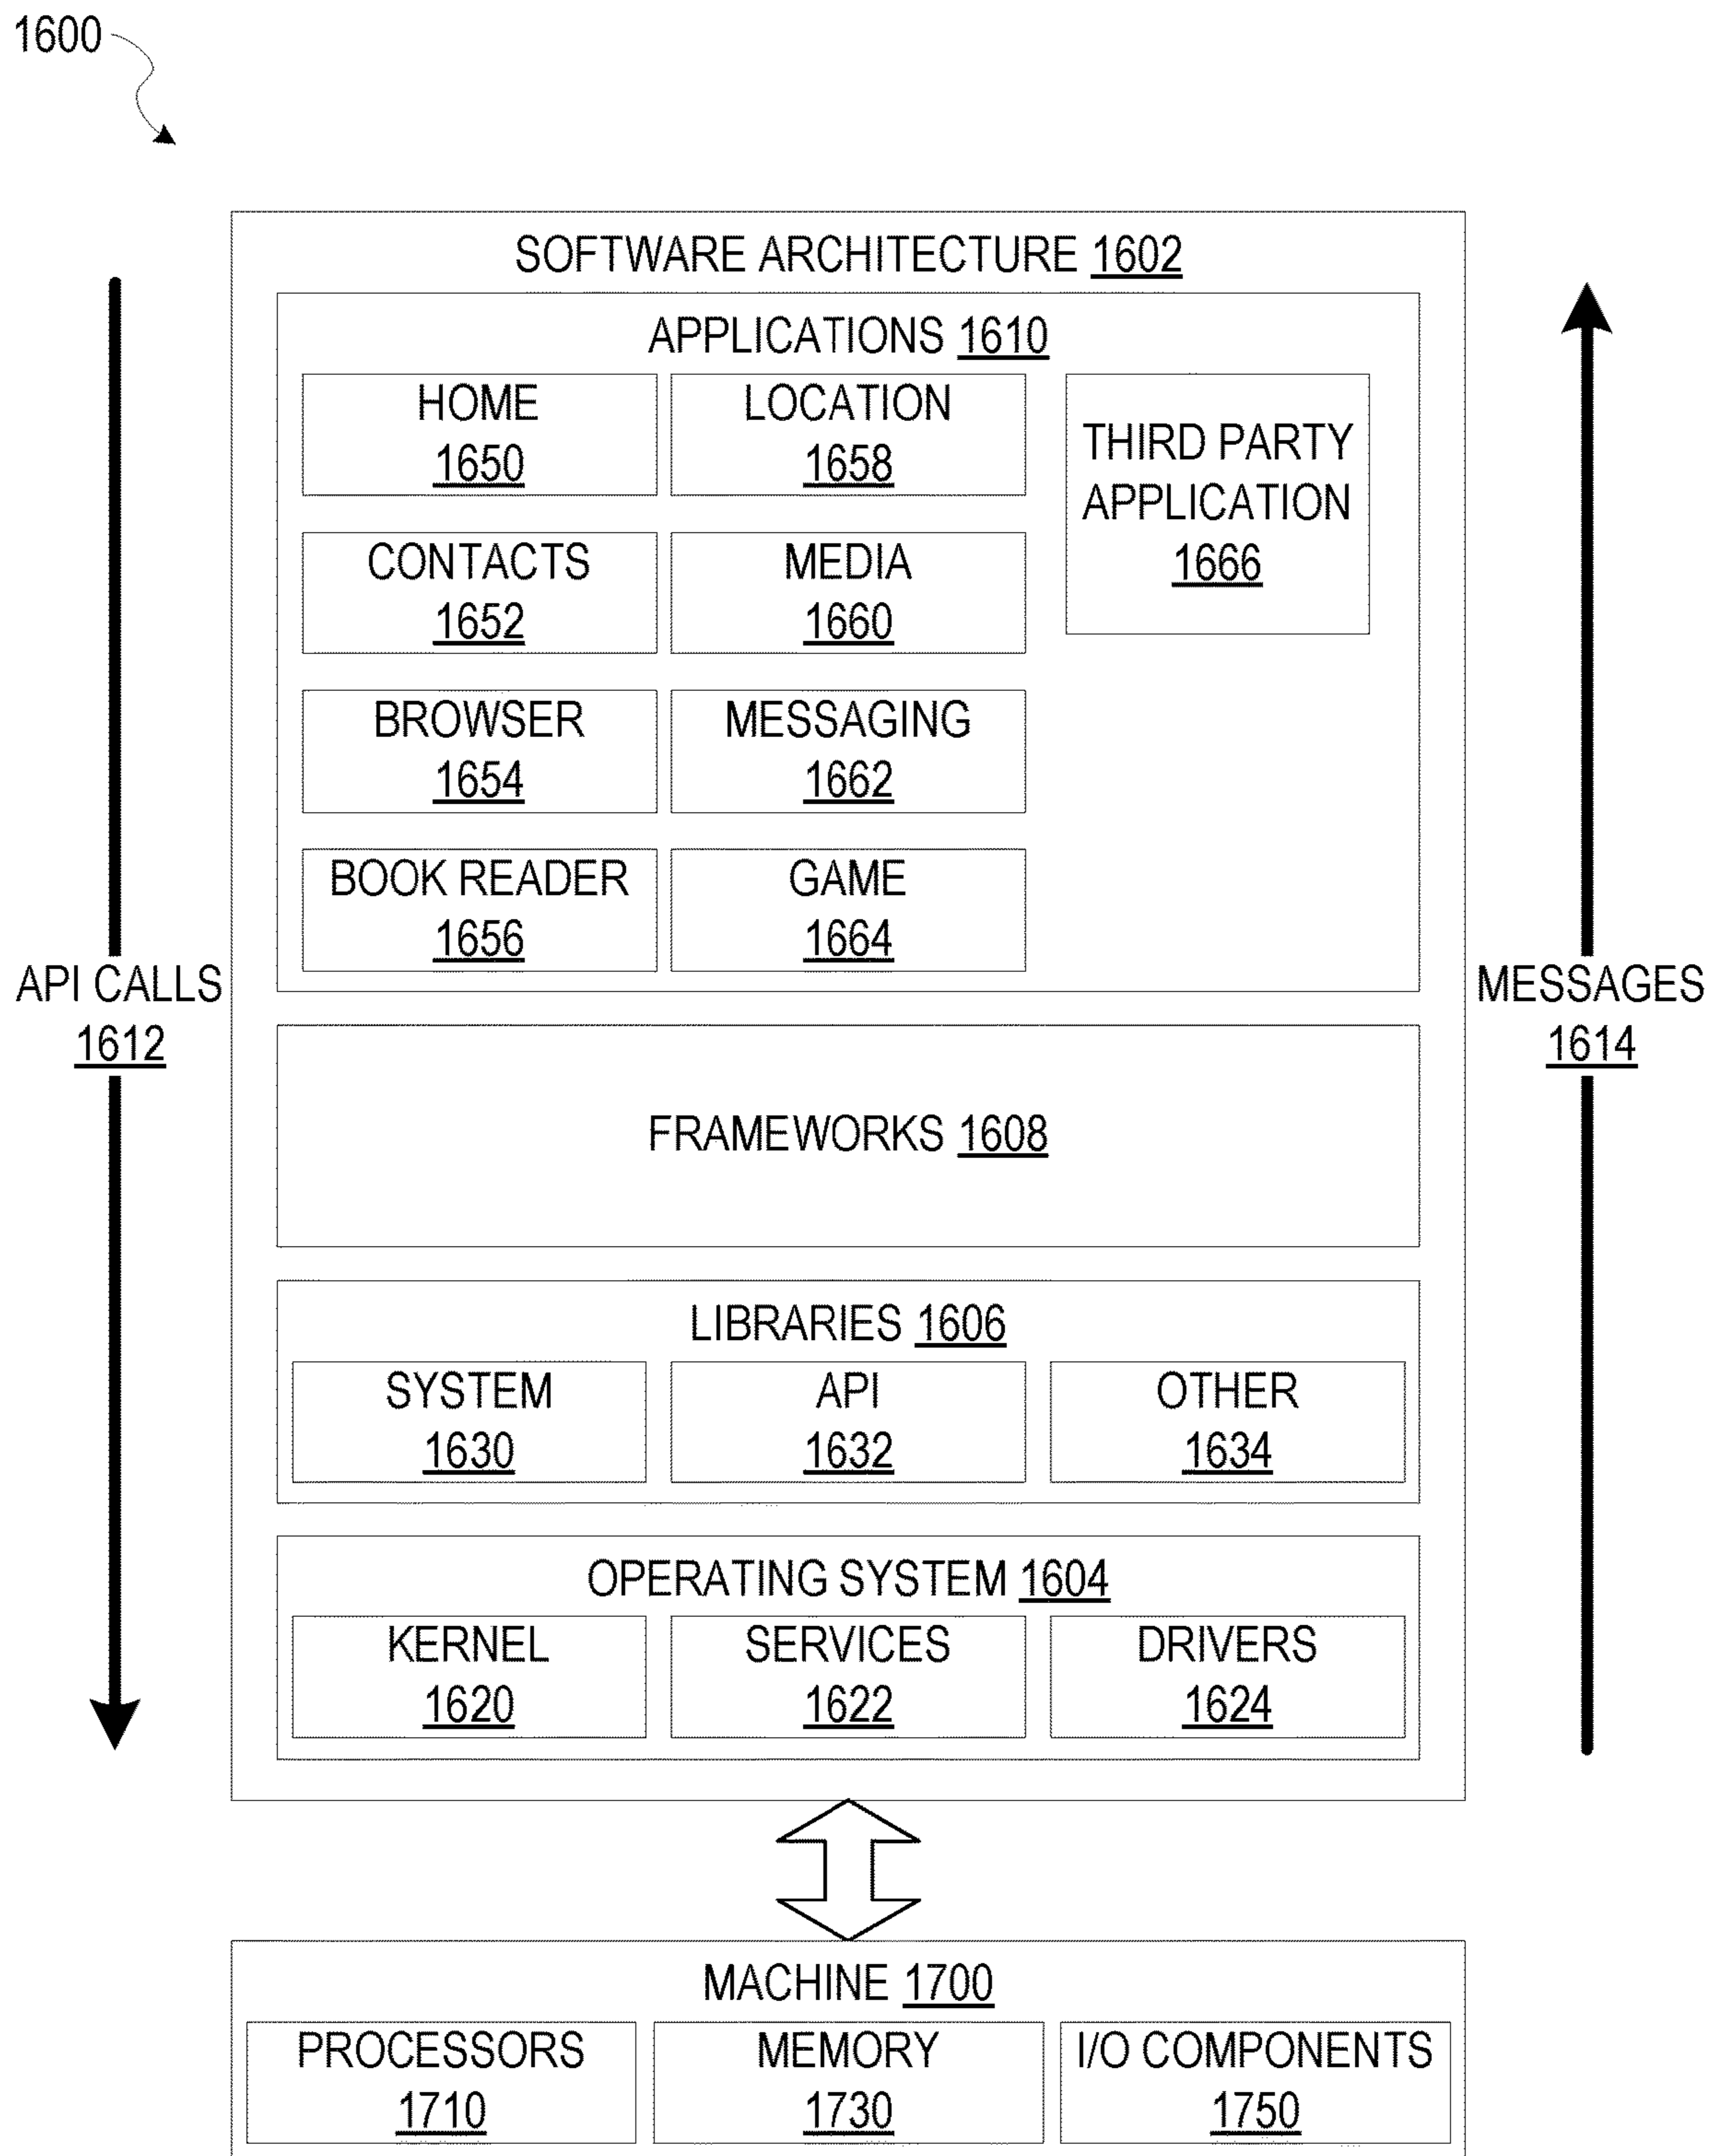 1600
SOFTWARE ARCHITECTURE 1602
APPLICATIONS 1610
HOME
1650
LOCATION
1658
THIRD PARTY
APPLICATION
1666
CONTACTS
1652
MEDIA
1660
BROWSER
1654
MESSAGING
1662
BOOK READER
1656
GAME
1664
API CALLS
1612
MESSAGES
1614
FRAMEWORKS 1608
LIBRARIES 1606
SYSTEM
1630
API
1632
OTHER
1634
OPERATING SYSTEM 1604
KERNEL
1620
SERVICES
1622
DRIVERS
1624
MACHINE 1700
PROCESSORS
1710
MEMORY
1730
I/O COMPONENTS
1750